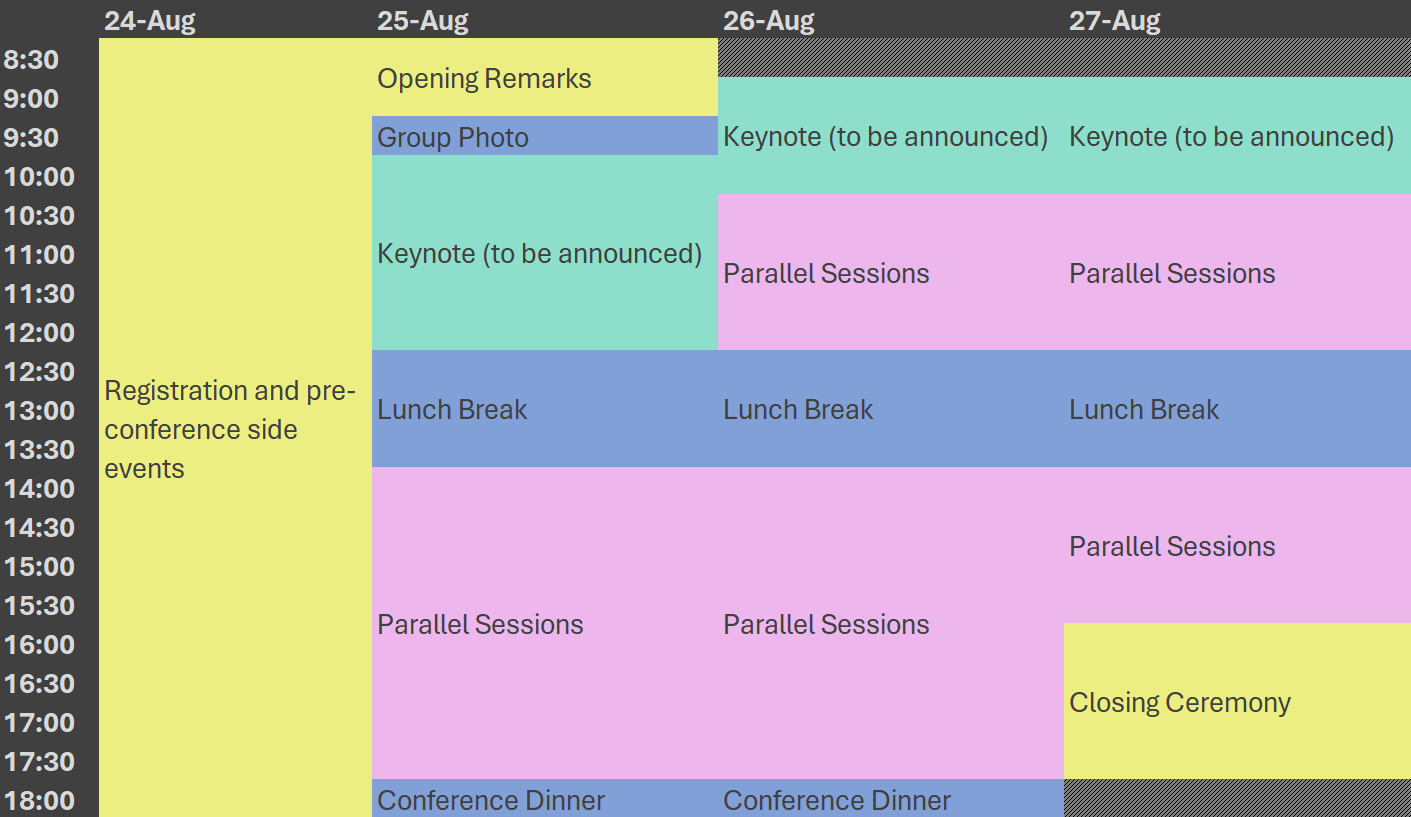 24-Aug 25-Aug 26-Aug 27-Aug
8:30
Opening Remarks
9:00
9:30 Group Photo Keynote (to be announced) Keynote (to be announced)
10:00
10:30
11:00 Keynote (to be announced) Parallel Sessions Parallel Sessions
11:30
12:00
12:30
Registration and pre-
13:00 Lunch Break Lunch Break Lunch Break
conference side
13:30
events
14:00
14:30
Parallel Sessions
15:00
15:30
Parallel Sessions Parallel Sessions
16:00
16:30
Closing Ceremony
17:00
17:30
18:00 Conference Dinner Conference Dinner